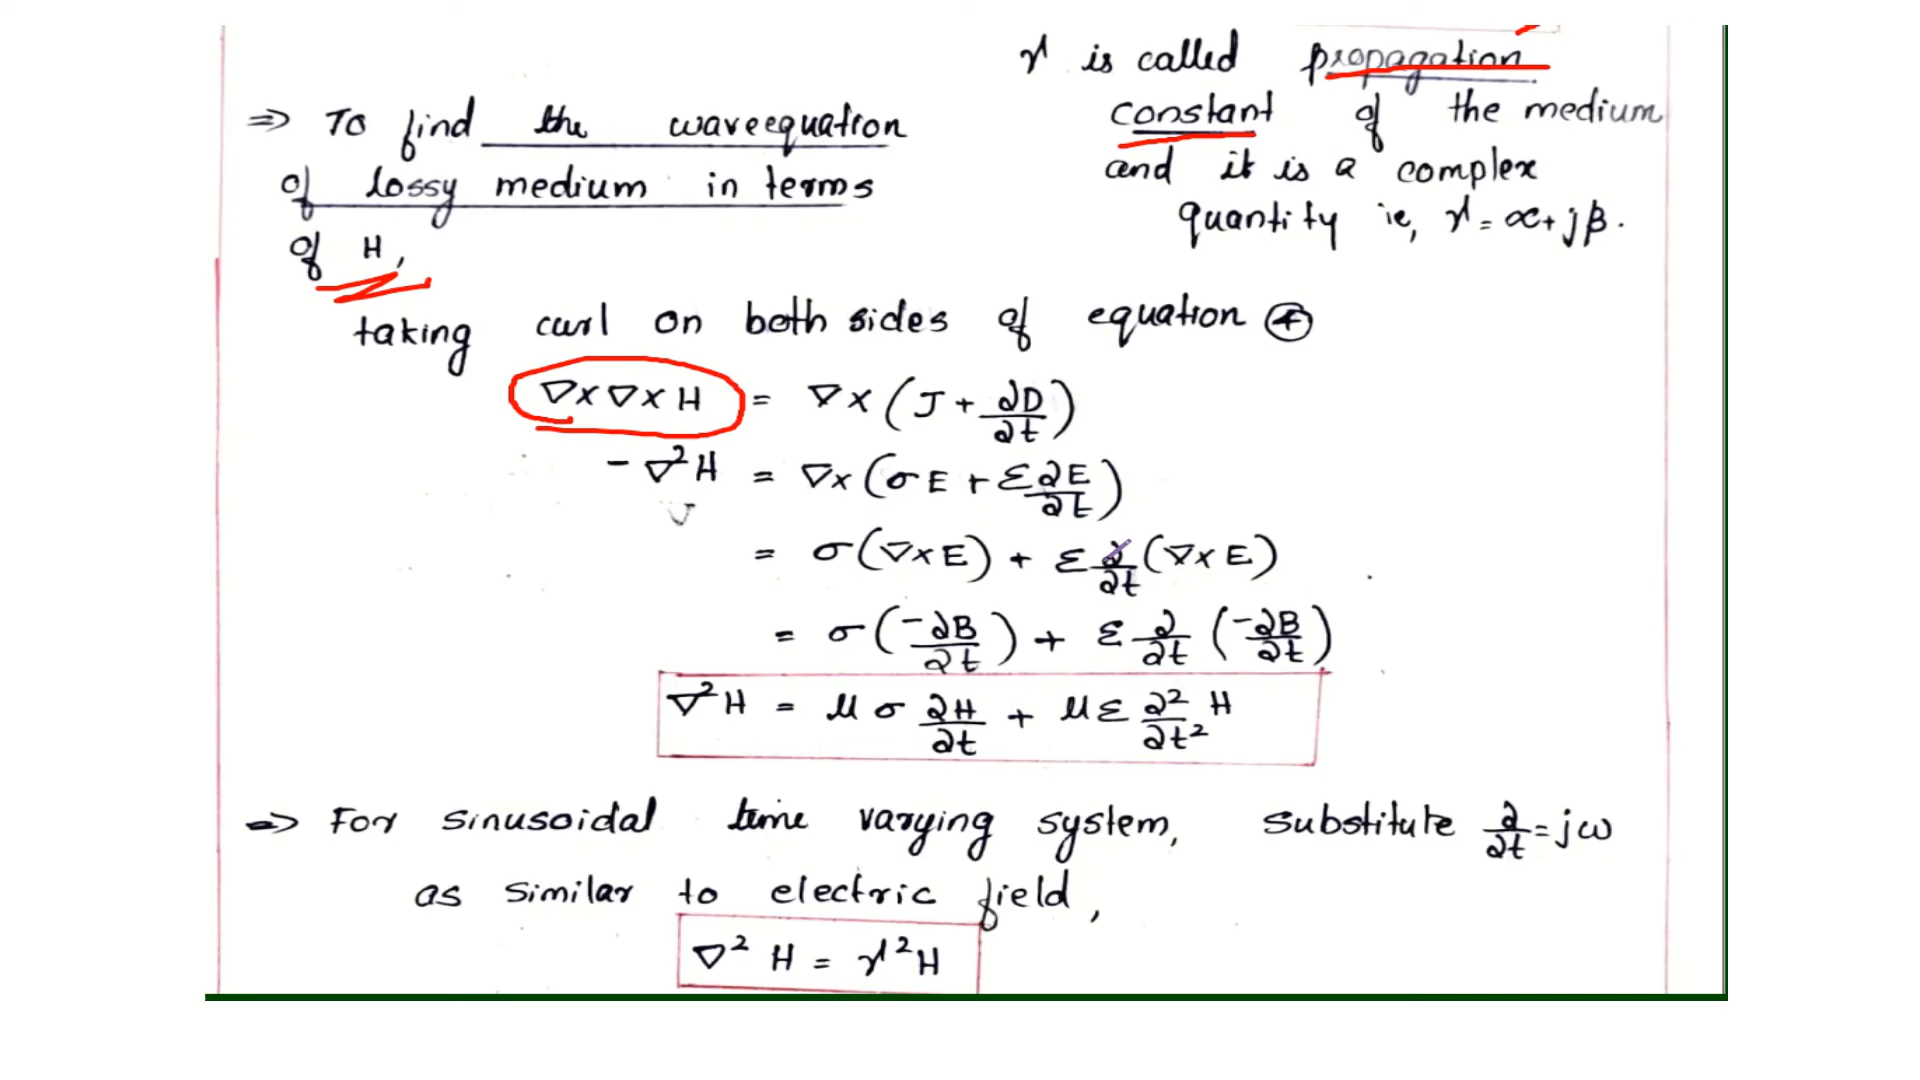 γ is called propagation
constant of the medium
and it is a complex
quantity ie, γ = α + jβ.
⇒ To find the waveequation
of lossy medium in terms
of H,
taking curl on both sides of equation ④
∇×∇×H = ∇×(J + ∂D/∂t)
-∇²H = ∇×(σE + ε∂E/∂t)
= σ(∇×E) + ε ∂/∂t (∇×E)
= σ(-∂B/∂t) + ε ∂/∂t (-∂B/∂t)
∇²H = μσ ∂H/∂t + με ∂²/∂t² H
⇒ For sinusoidal time varying system, substitute ∂/∂t = jω
as similar to electric field,
∇² H = γ²H